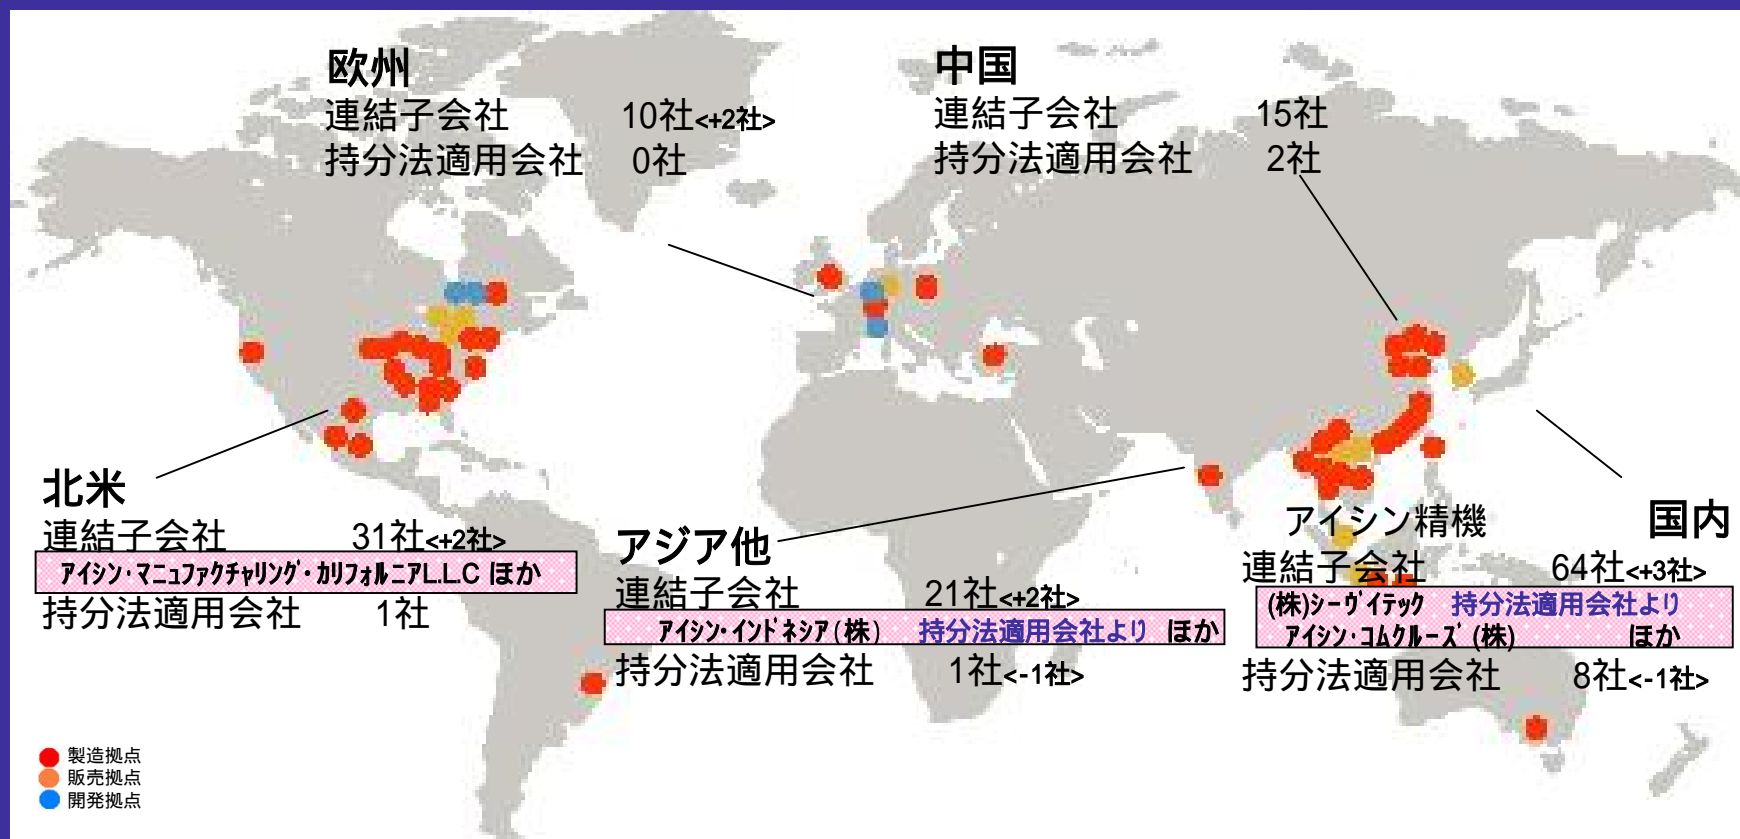 欧州
連結子会社 10社<+2社>
持分法適用会社 0社
中国
連結子会社 15社
持分法適用会社 2社
北米
連結子会社 31社<+2社>
アイシン・マニュファクチャリング・カリフォルニアL.L.C ほか
持分法適用会社 1社
アジア他
連結子会社 21社<+2社>
アイシン・インドネシア(株) 持分法適用会社より ほか
持分法適用会社 1社<-1社>
国内
アイシン精機
連結子会社 64社<+3社>
(株)シーヴイテック 持分法適用会社より
アイシン・コムクルーズ(株) ほか
持分法適用会社 8社<-1社>
製造拠点
販売拠点
開発拠点